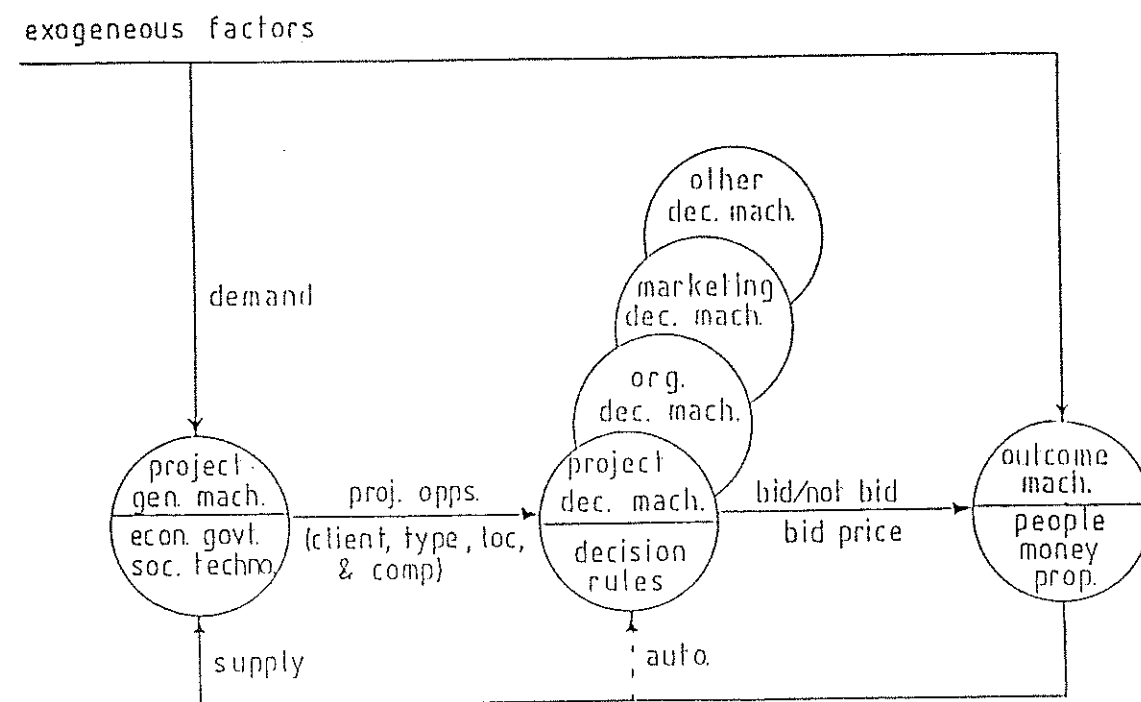 exogeneous factors
other
dec. mach.
demand
marketing
dec. mach.
org.
dec. mach.
project
gen. mach.
econ. govt.
soc. techno.
proj. opps.
(client, type, loc,
& comp)
project
dec. mach.
decision
rules
bid/not bid
bid price
outcome
mach.
people
money
prop.
supply
auto.